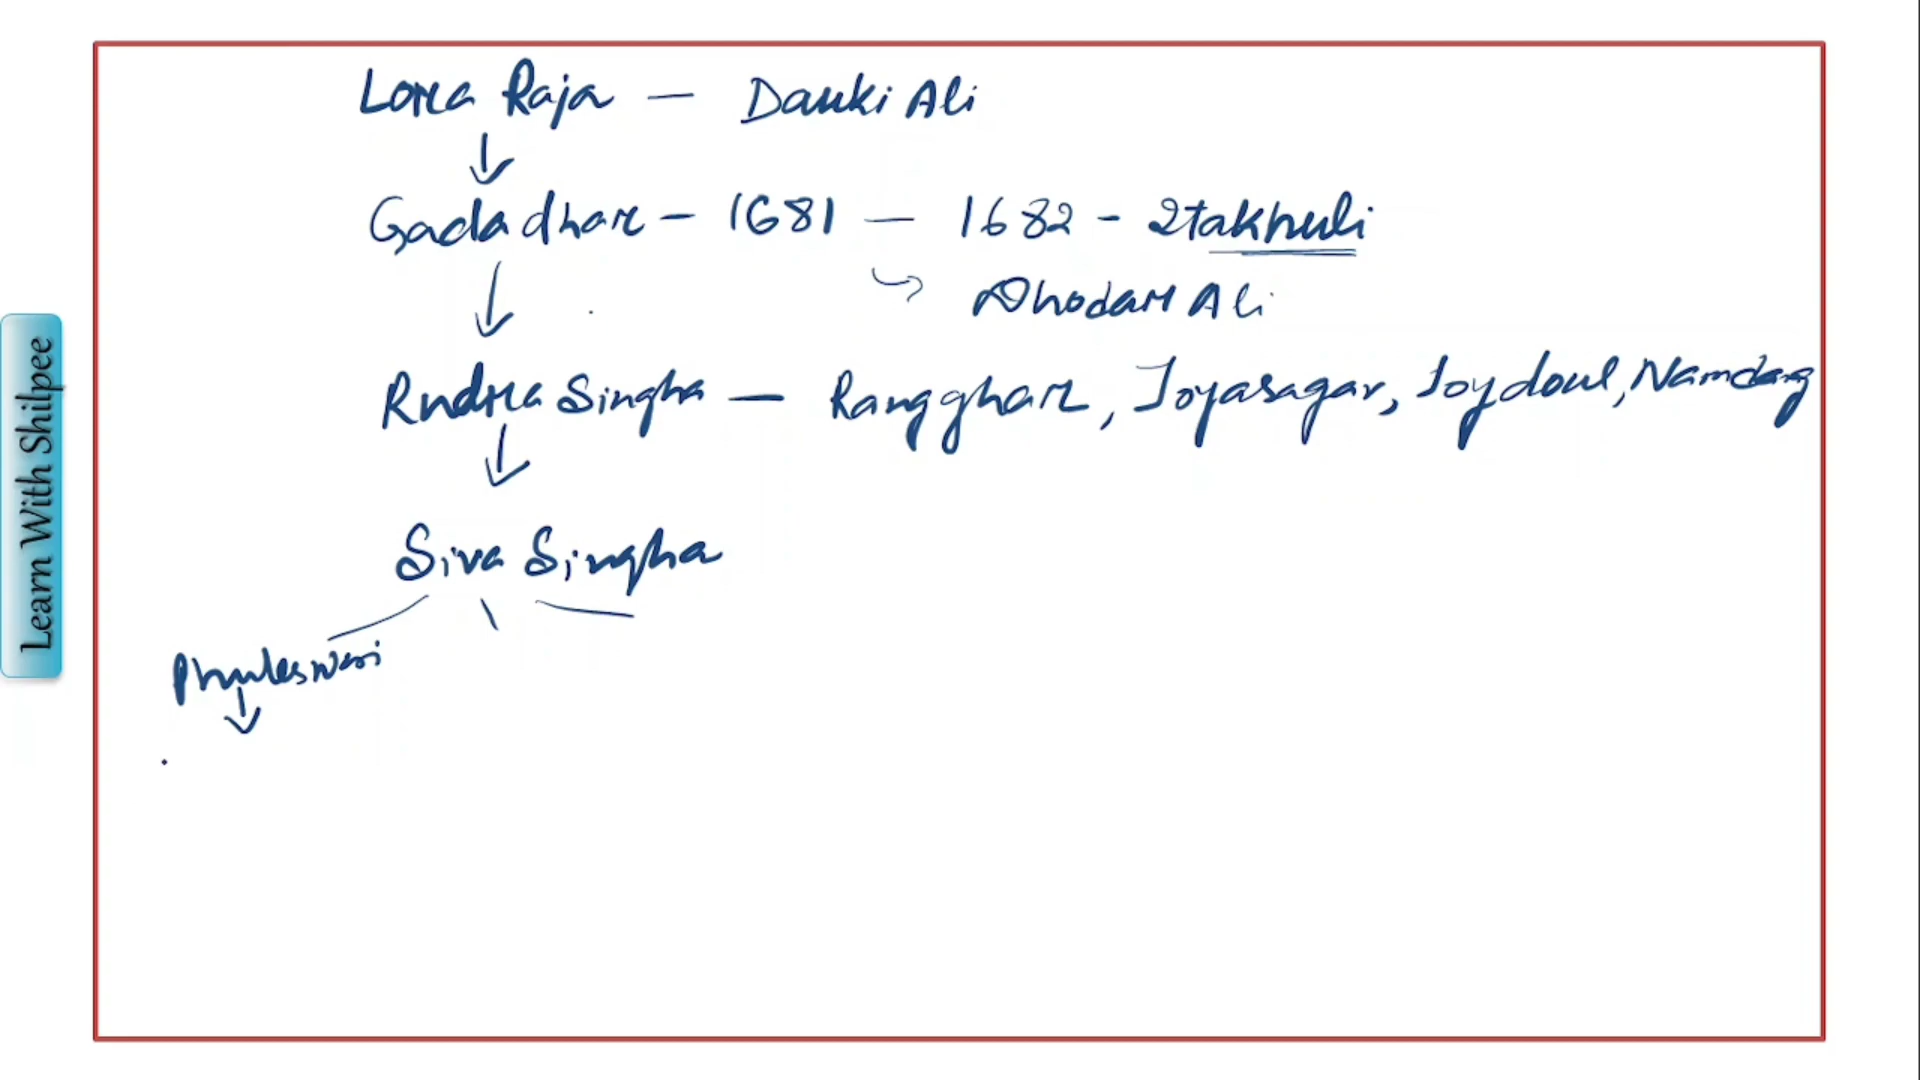 Lora Raja — Dauki Ali
Gadadhar — 1681 — 1682 - Itakhuli
Dhodar Ali
Rudra Singha — Rangghar, Joyasagar, Joydoul, Namdang
Siva Singha
Phuleswari
Learn With Shilpee